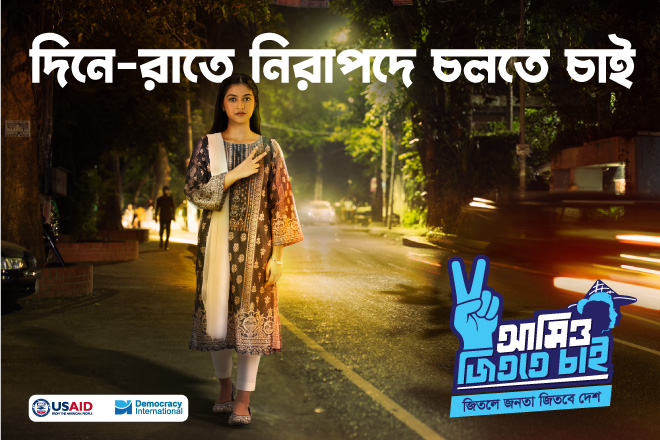 দিনে-রাতে নিরাপদে চলতে চাই
আমিও
জিততে চাই
জিতলে জনতা জিতবে দেশ
USAID
FROM THE AMERICAN PEOPLE
Democracy
International